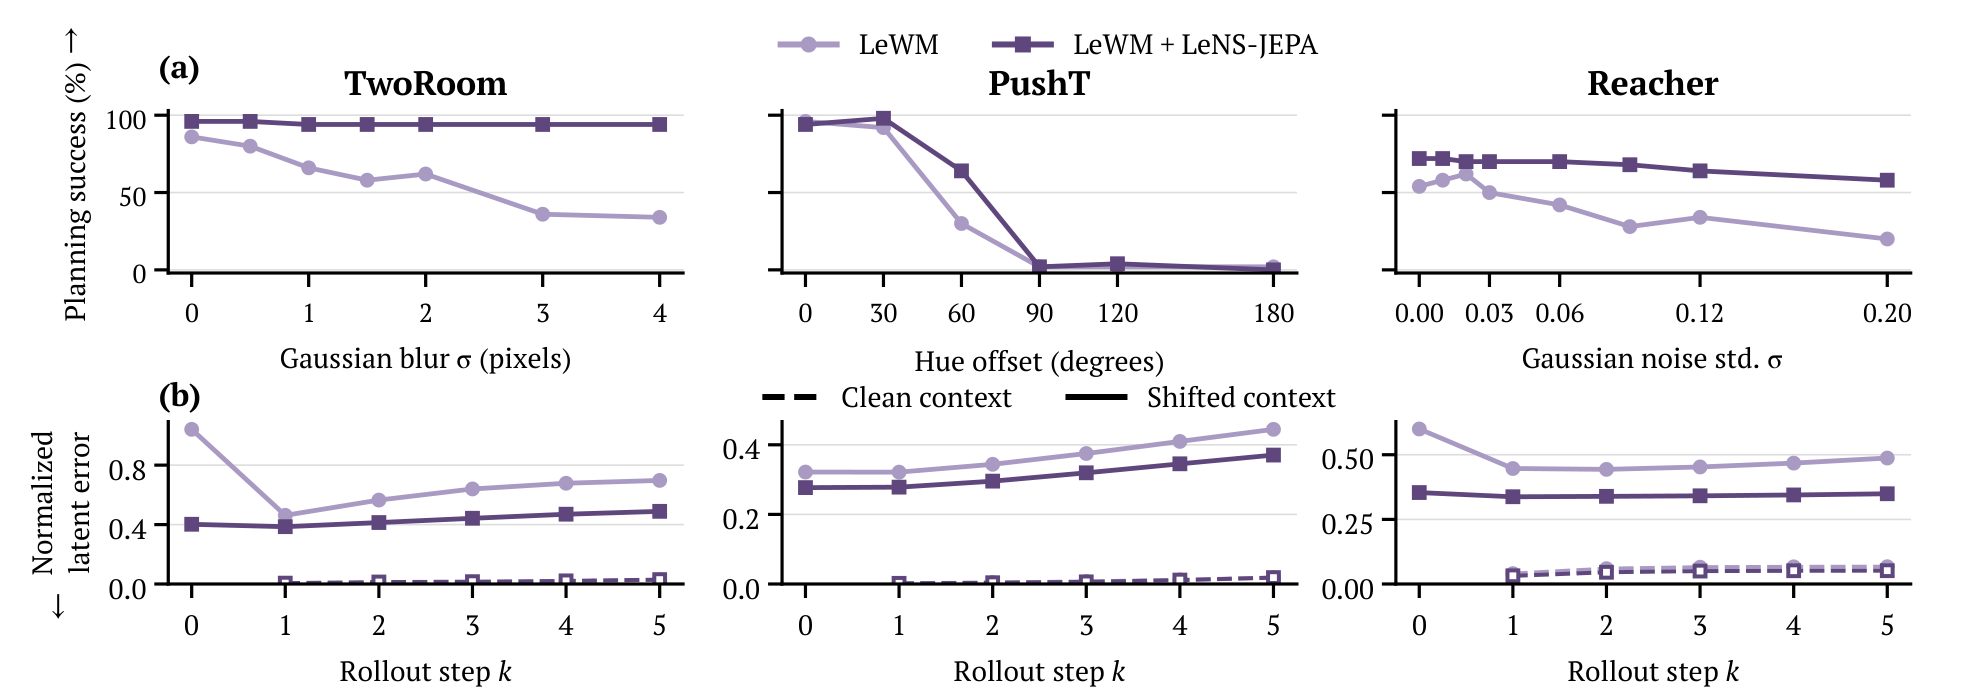 LeWM LeWM + LeNS-JEPA
(a)
TwoRoom PushT Reacher
Planning success (%) →
100
50
0
0 1 2 3 4
0 30 60 90 120 180
0.00 0.03 0.06 0.12 0.20
Gaussian blur σ (pixels) Hue offset (degrees) Gaussian noise std. σ
(b)
Clean context Shifted context
← Normalized
latent error
0.8
0.4
0.0
0.4
0.2
0.0
0.50
0.25
0.00
0 1 2 3 4 5
0 1 2 3 4 5
0 1 2 3 4 5
Rollout step k Rollout step k Rollout step k